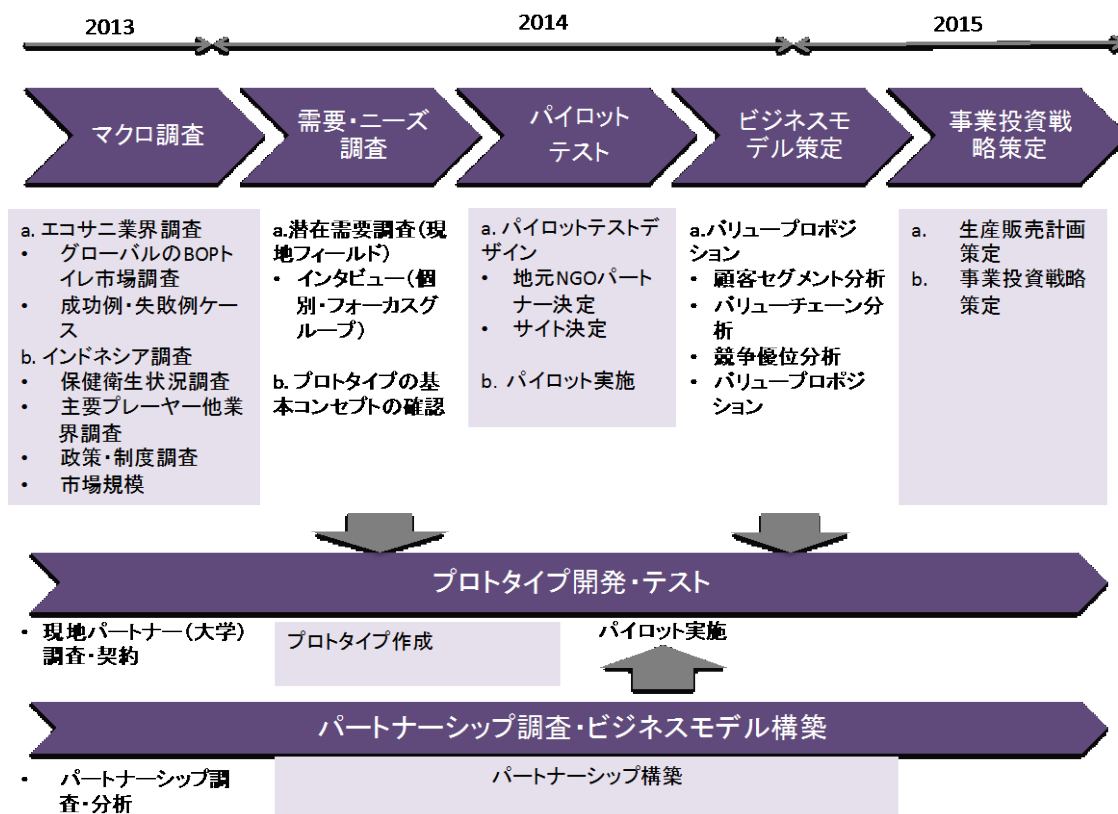 2013
2014
2015
マクロ調査
需要・ニーズ
調査
パイロット
テスト
ビジネスモ
デル策定
事業投資戦
略策定
a. エコサニ業界調査
• グローバルのBOPト
イレ市場調査
• 成功例・失敗例ケー
ス
b. インドネシア調査
• 保健衛生状況調査
• 主要プレーヤー他業
界調査
• 政策・制度調査
• 市場規模
a.潜在需要調査(現
地フィールド)
• インタビュー(個
別・フォーカスグ
ループ)
b. プロトタイプの基
本コンセプトの確認
a. パイロットテストデ
ザイン
• 地元NGOパート
ナー決定
• サイト決定
b. パイロット実施
a.バリュープロポジ
ション
• 顧客セグメント分析
• バリューチェーン分
析
• 競争優位分析
• バリュープロポジ
ション
a. 生産販売計画
策定
b. 事業投資戦略
策定
プロトタイプ開発・テスト
• 現地パートナー(大学)
調査・契約
プロトタイプ作成
パイロット実施
パートナーシップ調査・ビジネスモデル構築
• パートナーシップ調
査・分析
パートナーシップ構築